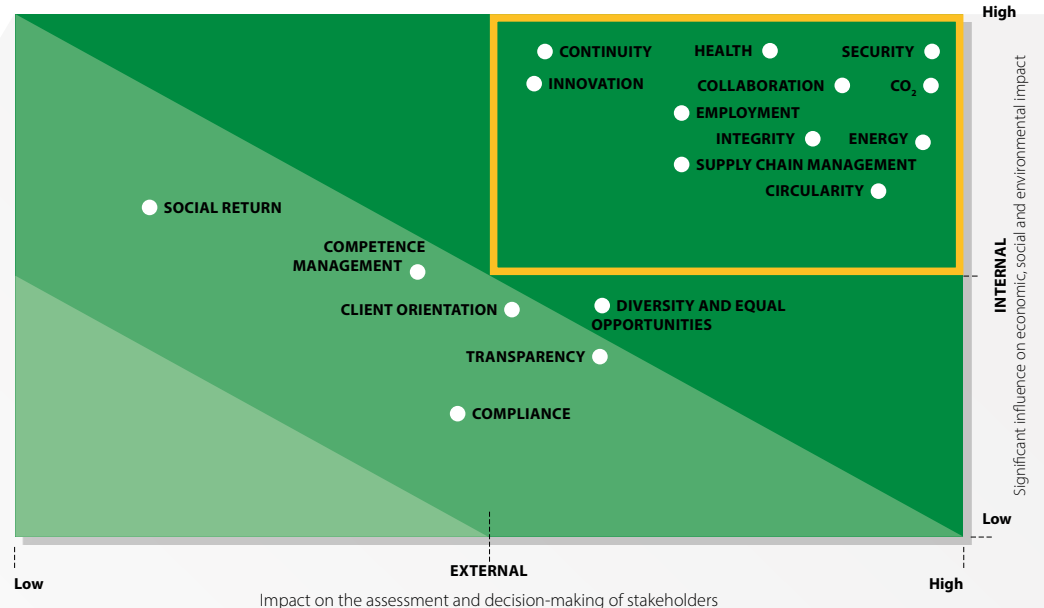 High
CONTINUITY
HEALTH
SECURITY
INNOVATION
COLLABORATION
CO₂
EMPLOYMENT
INTEGRITY
ENERGY
SUPPLY CHAIN MANAGEMENT
CIRCULARITY
SOCIAL RETURN
COMPETENCE
MANAGEMENT
CLIENT ORIENTATION
DIVERSITY AND EQUAL
OPPORTUNITIES
TRANSPARENCY
COMPLIANCE
INTERNAL
Significant influence on economic, social and environmental impact
Low
Low
EXTERNAL
High
Impact on the assessment and decision-making of stakeholders